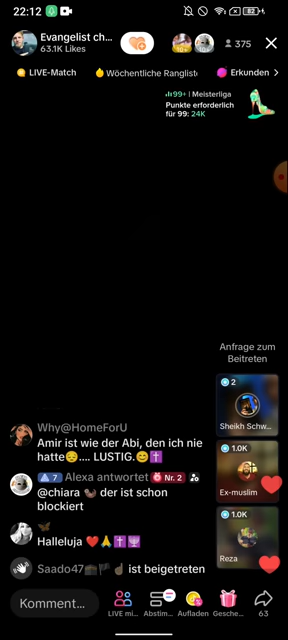 22:12
Evangelist ch...
63.1K Likes
375
LIVE-Match
Wöchentliche Ranglist
Erkunden
99+ | Meisterliga
Punkte erforderlich
für 99: 24K
Anfrage zum
Beitreten
2
Sheikh Schw...
Why@HomeForU
Amir ist wie der Abi, den ich nie
hatte😔.... LUSTIG.😊✝️
1.0K
Ex-muslim
7 Alexa antwortet Nr. 2
@chiara 🦫 der ist schon
blockiert
1.0K
Reza
Halleluja ❤️🙏✝️🕎
Saado47 ist beigetreten
Komment...
LIVE mi...
Abstim...
Aufladen
Gesche...
63